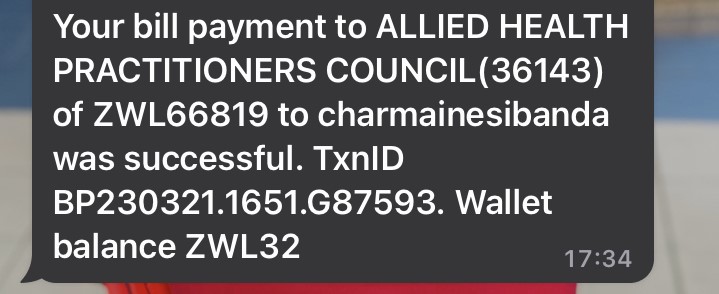 Your bill payment to ALLIED HEALTH
PRACTITIONERS COUNCIL(36143)
of ZWL66819 to charmainesibanda
was successful. TxnID
BP230321.1651.G87593. Wallet
balance ZWL32
17:34